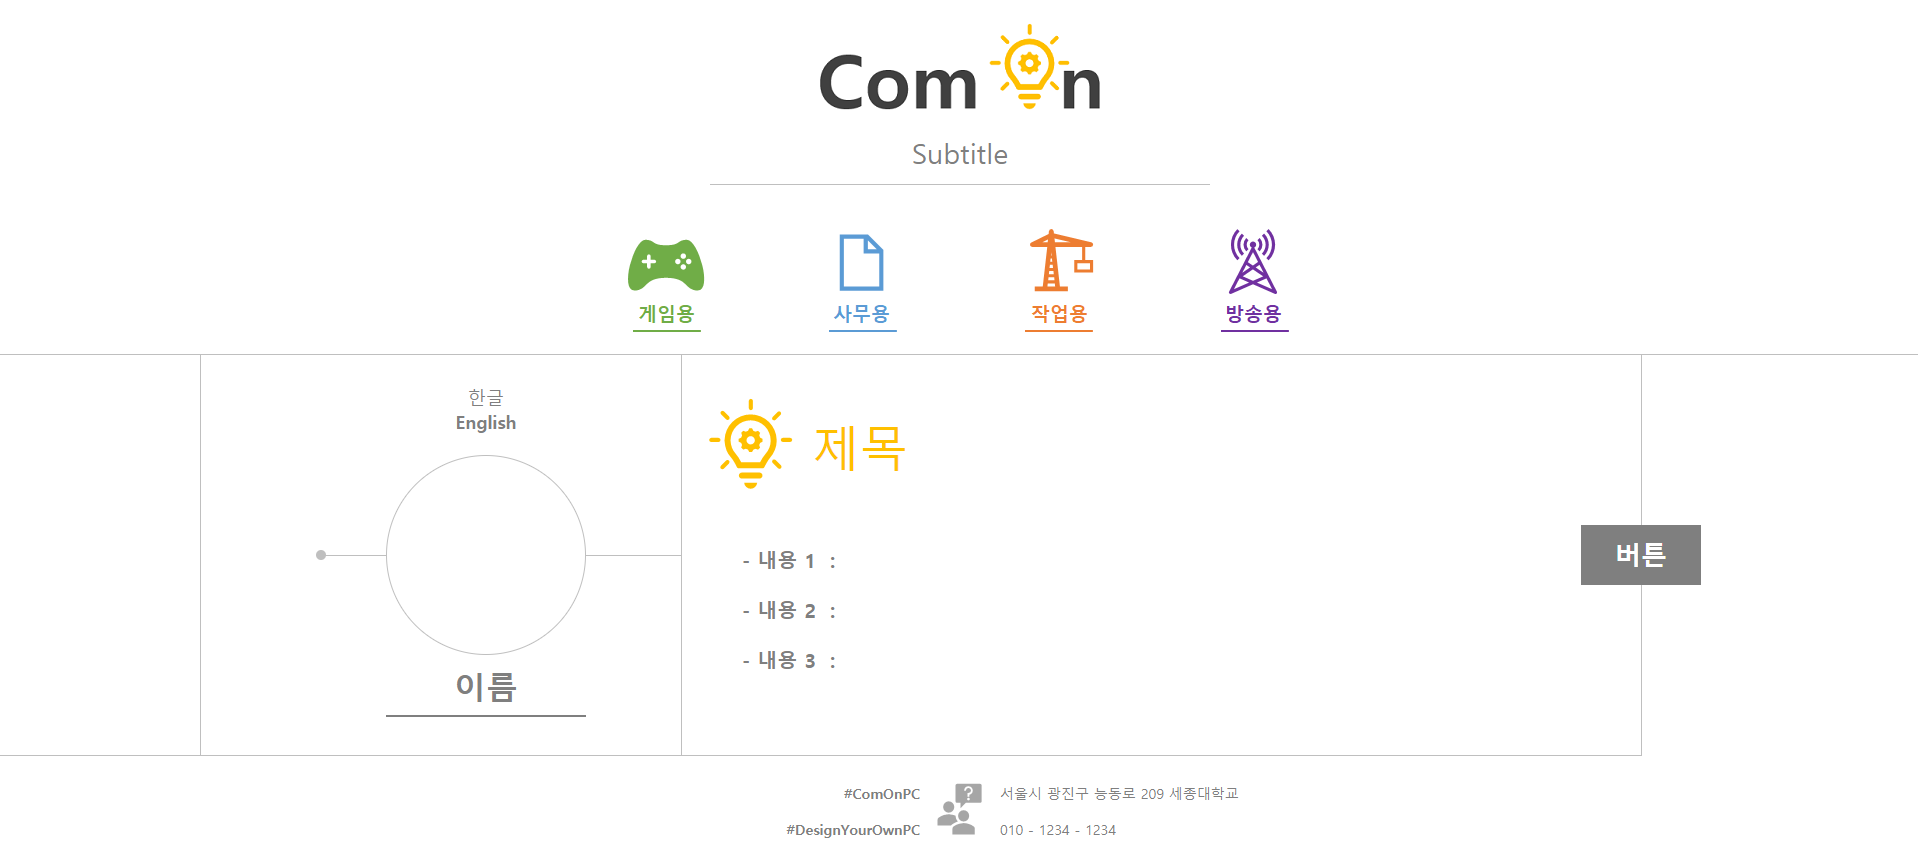 Com n
Subtitle
게임용
사무용
작업용
방송용
한글
English
이름
제목
- 내용 1 :
- 내용 2 :
- 내용 3 :
버튼
#ComOnPC
#DesignYourOwnPC
?
서울시 광진구 능동로 209 세종대학교
010 - 1234 - 1234